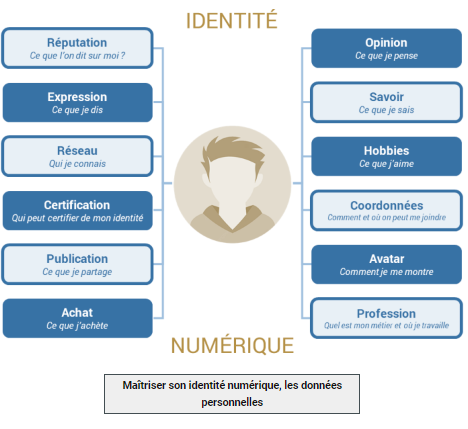 IDENTITÉ
Réputation
Ce que l'on dit sur moi ?
Expression
Ce que je dis
Réseau
Qui je connais
Certification
Qui peut certifier de mon identité
Publication
Ce que je partage
Achat
Ce que j'achète
Opinion
Ce que je pense
Savoir
Ce que je sais
Hobbies
Ce que j'aime
Coordonnées
Comment et où on peut me joindre
Avatar
Comment je me montre
Profession
Quel est mon métier et où je travaille
NUMÉRIQUE
Maîtriser son identité numérique, les données
personnelles